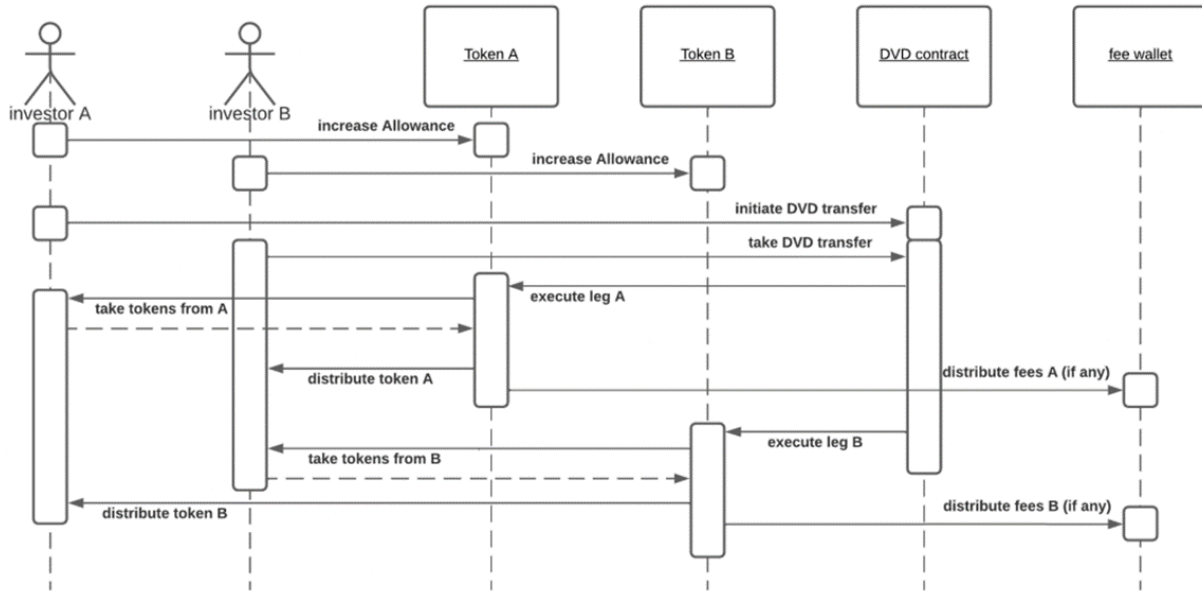 Token A
Token B
DVD contract
fee wallet
investor A
investor B
increase Allowance
increase Allowance
initiate DVD transfer
take DVD transfer
execute leg A
take tokens from A
distribute token A
distribute fees A (if any)
execute leg B
take tokens from B
distribute token B
distribute fees B (if any)